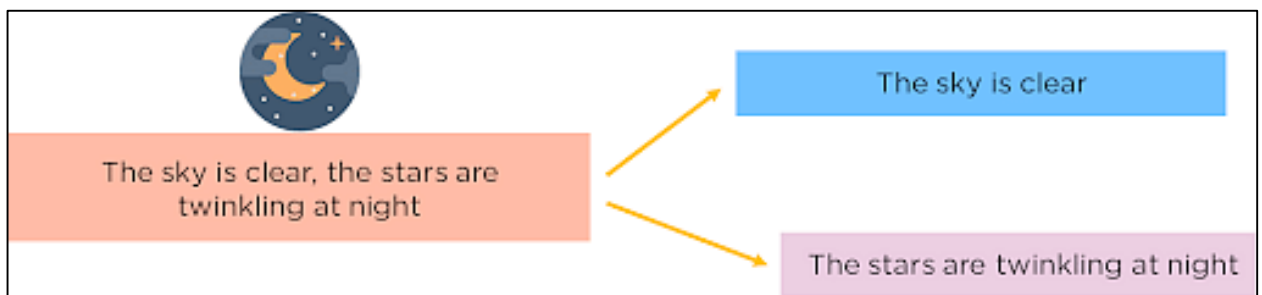 The sky is clear
The sky is clear, the stars are
twinkling at night
The stars are twinkling at night